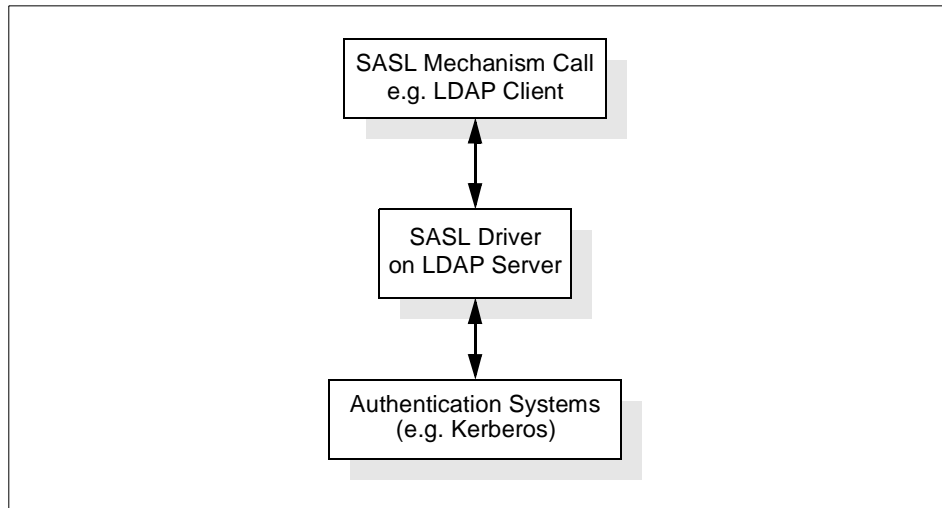 SASL Mechanism Call
e.g. LDAP Client
SASL Driver
on LDAP Server
Authentication Systems
(e.g. Kerberos)